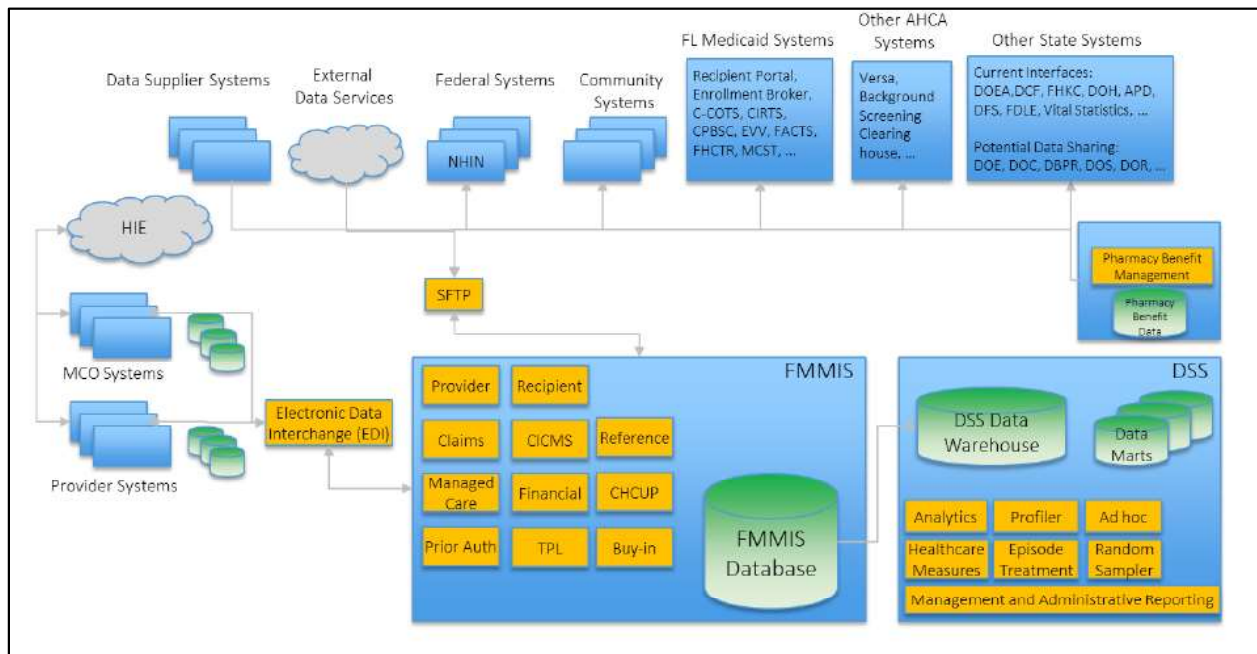 Data Supplier Systems
External
Data Services
Federal Systems
NHIN
Community
Systems
FL Medicaid Systems
Recipient Portal,
Enrollment Broker,
C-COTS, CIRTS,
CPBSC, EVV, FACTS,
FHCTR, MCST, ...
Other AHCA
Systems
Versa,
Background
Screening
Clearing
house, ...
Other State Systems
Current Interfaces:
DOEA,DCF, FHKC, DOH, APD,
DFS, FDLE, Vital Statistics, ...
Potential Data Sharing:
DOE, DOC, DBPR, DOS, DOR, ...
HIE
MCO Systems
Provider Systems
Electronic Data
Interchange (EDI)
SFTP
Pharmacy Benefit
Management
Pharmacy
Benefit
Data
FMMIS
Provider
Recipient
Claims
CICMS
Reference
Managed
Care
Financial
CHCUP
Prior Auth
TPL
Buy-in
FMMIS
Database
DSS
DSS Data
Warehouse
Data
Marts
Analytics
Profiler
Ad hoc
Healthcare
Measures
Episode
Treatment
Random
Sampler
Management and Administrative Reporting